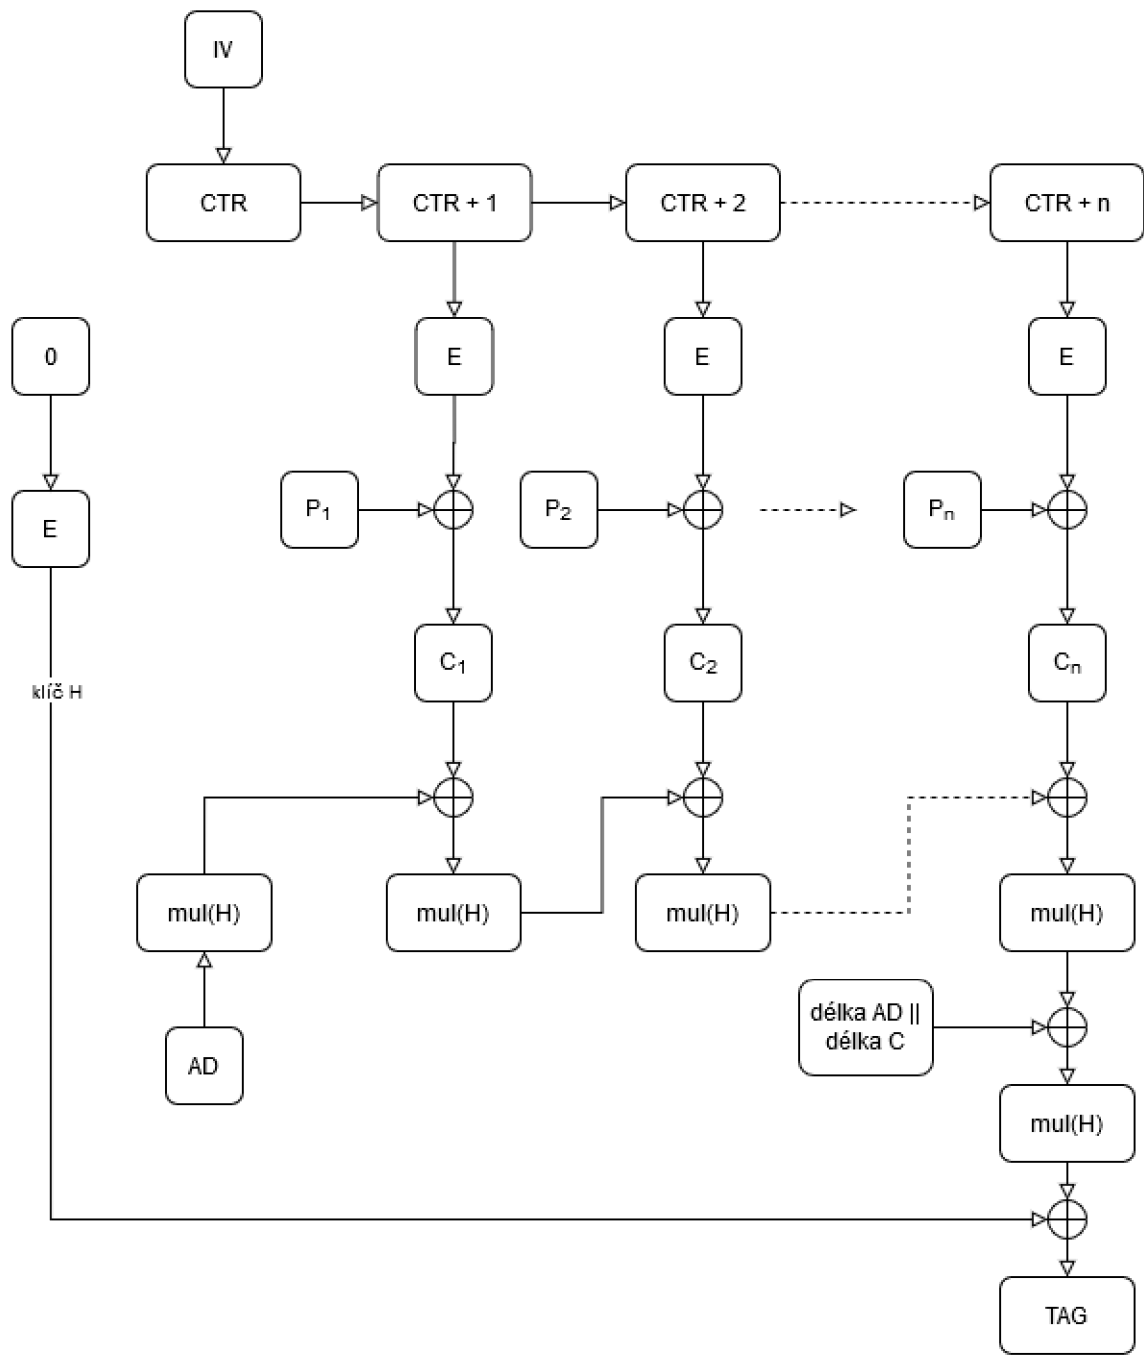 IV
CTR
CTR + 1
CTR + 2
CTR + n
0
E
E
E
E
P1
P2
Pn
C1
C2
Cn
klíč H
mul(H)
mul(H)
mul(H)
mul(H)
délka AD ||
délka C
AD
mul(H)
TAG